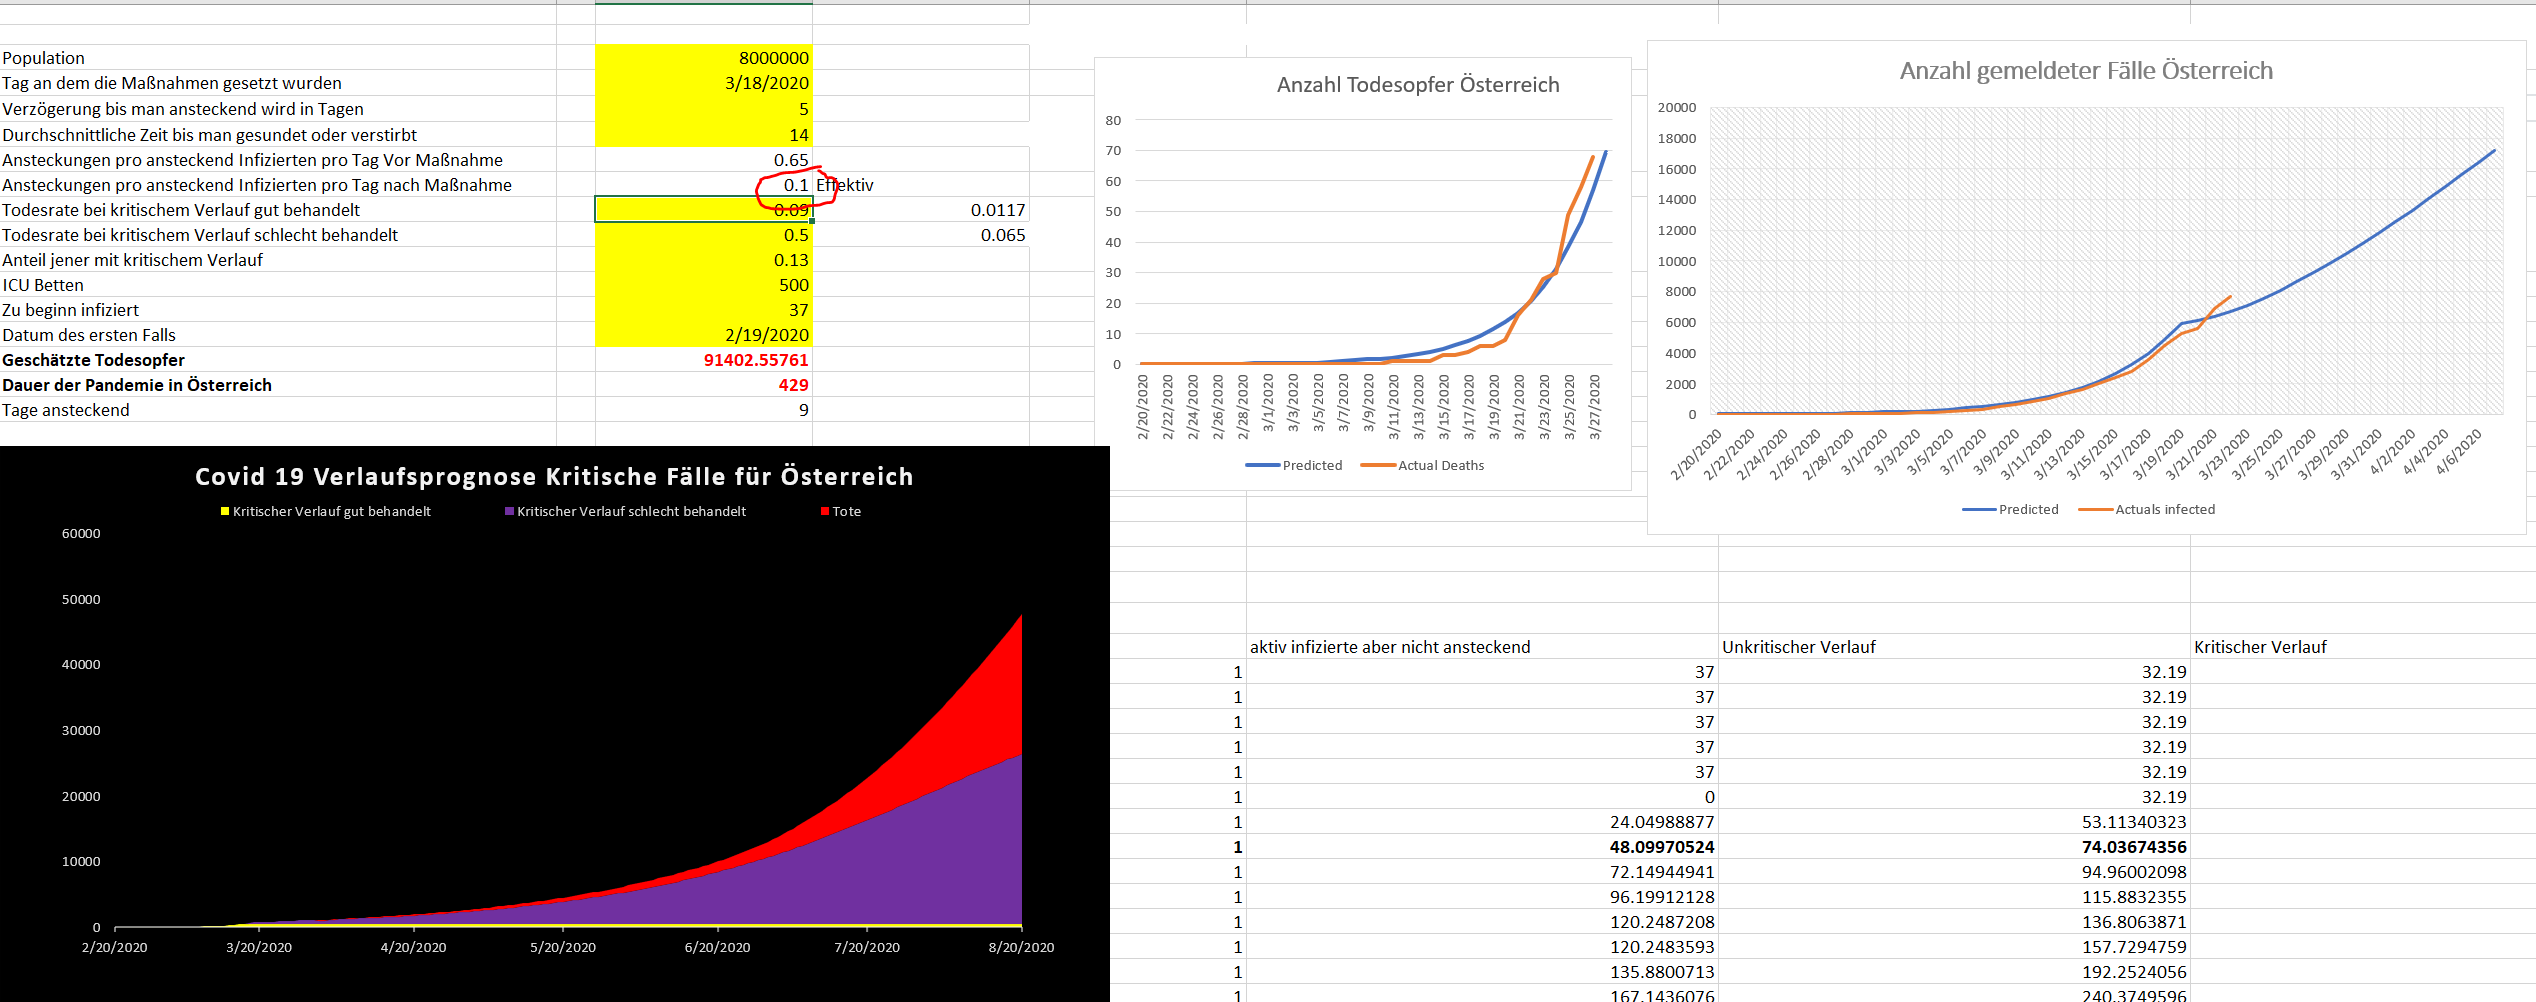 Population 8000000
Tag an dem die Maßnahmen gesetzt wurden 3/18/2020
Verzögerung bis man ansteckend wird in Tagen 5
Durchschnittliche Zeit bis man gesundet oder verstirbt 14
Ansteckungen pro ansteckend Infizierten pro Tag Vor Maßnahme 0.65
Ansteckungen pro ansteckend Infizierten pro Tag nach Maßnahme 0.1 Effektiv
Todesrate bei kritischem Verlauf gut behandelt 0.09 0.0117
Todesrate bei kritischem Verlauf schlecht behandelt 0.5 0.065
Anteil jener mit kritischem Verlauf 0.13
ICU Betten 500
Zu beginn infiziert 37
Datum des ersten Falls 2/19/2020
Geschätzte Todesopfer 91402.55761
Dauer der Pandemie in Österreich 429
Tage ansteckend 9
Anzahl Todesopfer Österreich
80
70
60
50
40
30
20
10
0
2/20/2020 2/22/2020 2/24/2020 2/26/2020 2/28/2020 3/1/2020 3/3/2020 3/5/2020 3/7/2020 3/9/2020 3/11/2020 3/13/2020 3/15/2020 3/17/2020 3/19/2020 3/21/2020 3/23/2020 3/25/2020 3/27/2020
Predicted Actual Deaths
Anzahl gemeldeter Fälle Österreich
20000
18000
16000
14000
12000
10000
8000
6000
4000
2000
0
2/20/2020 2/22/2020 2/24/2020 2/26/2020 2/28/2020 3/1/2020 3/3/2020 3/5/2020 3/7/2020 3/9/2020 3/11/2020 3/13/2020 3/15/2020 3/17/2020 3/19/2020 3/21/2020 3/23/2020 3/25/2020 3/27/2020 3/29/2020 3/31/2020 4/2/2020 4/4/2020 4/6/2020
Predicted Actuals infected
Covid 19 Verlaufsprognose Kritische Fälle für Österreich
Kritischer Verlauf gut behandelt Kritischer Verlauf schlecht behandelt Tote
60000
50000
40000
30000
20000
10000
0
2/20/2020 3/20/2020 4/20/2020 5/20/2020 6/20/2020 7/20/2020 8/20/2020
aktiv infizierte aber nicht ansteckend Unkritischer Verlauf Kritischer Verlauf
1 37 32.19
1 37 32.19
1 37 32.19
1 37 32.19
1 37 32.19
1 0 32.19
1 24.04988877 53.11340323
1 48.09970524 74.03674356
1 72.14944941 94.96002098
1 96.19912128 115.8832355
1 120.2487208 136.8063871
1 120.2483593 157.7294759
1 135.8800713 192.2524056
1 167.1436076 240.3749596